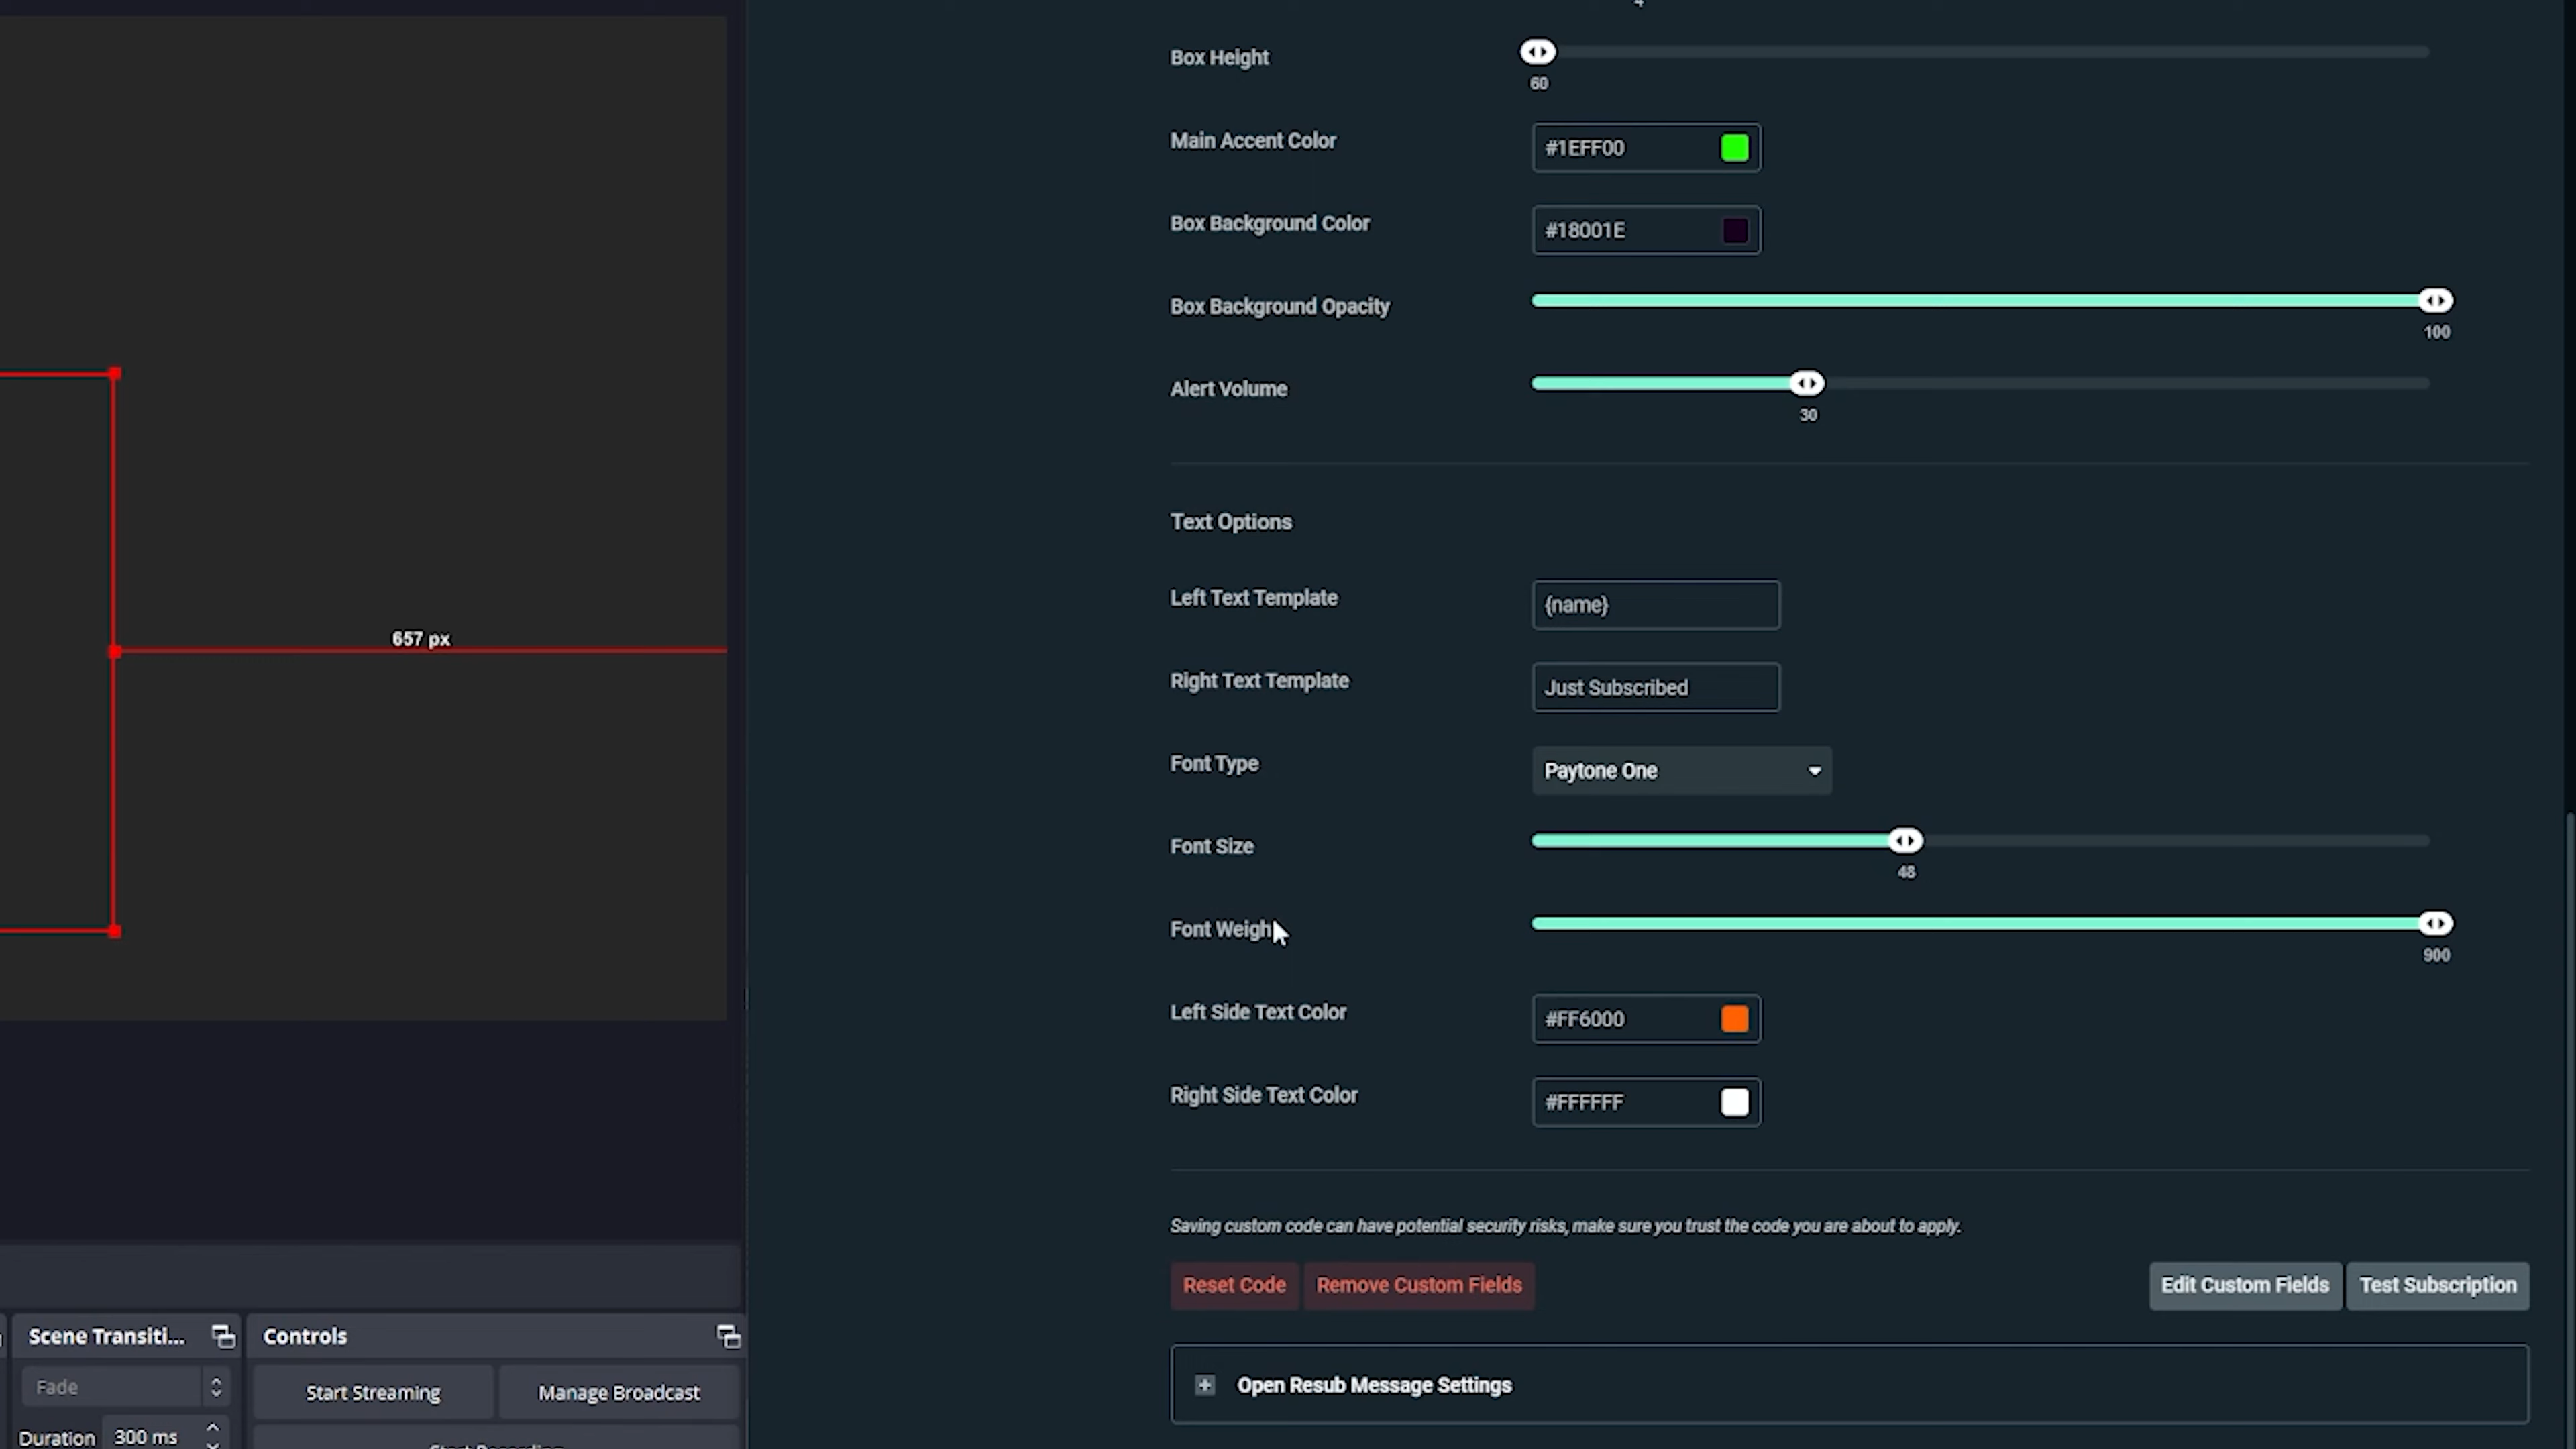 Box Height
60
Main Accent Color
#1EFF00
Box Background Color
#18001E
Box Background Opacity
100
Alert Volume
30
Text Options
Left Text Template
{name}
Right Text Template
Just Subscribed
657 px
Font Type
Paytone One
Font Size
48
Font Weigh
900
Left Side Text Color
#FF6000
Right Side Text Color
#FFFFFF
Saving custom code can have potential security risks, make sure you trust the code you are about to apply.
Reset Code
Remove Custom Fields
Edit Custom Fields
Test Subscription
Open Resub Message Settings
Scene Transiti...
Controls
Fade
Start Streaming
Manage Broadcast
Duration
300 ms